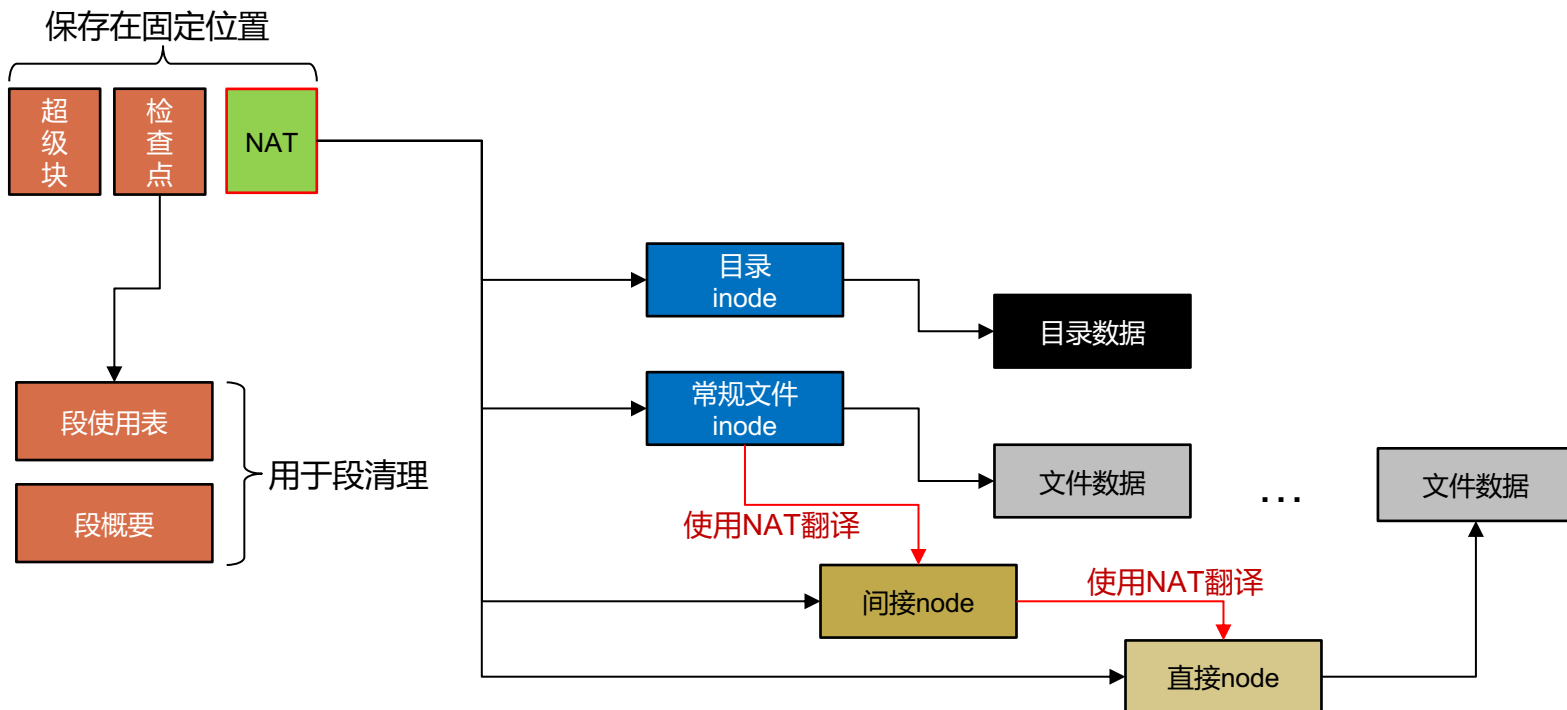 保存在固定位置
超
级
块
检
查
点
NAT
目录
inode
目录数据
常规文件
inode
段使用表
用于段清理
文件数据
...
文件数据
段概要
使用NAT翻译
间接node
使用NAT翻译
直接node